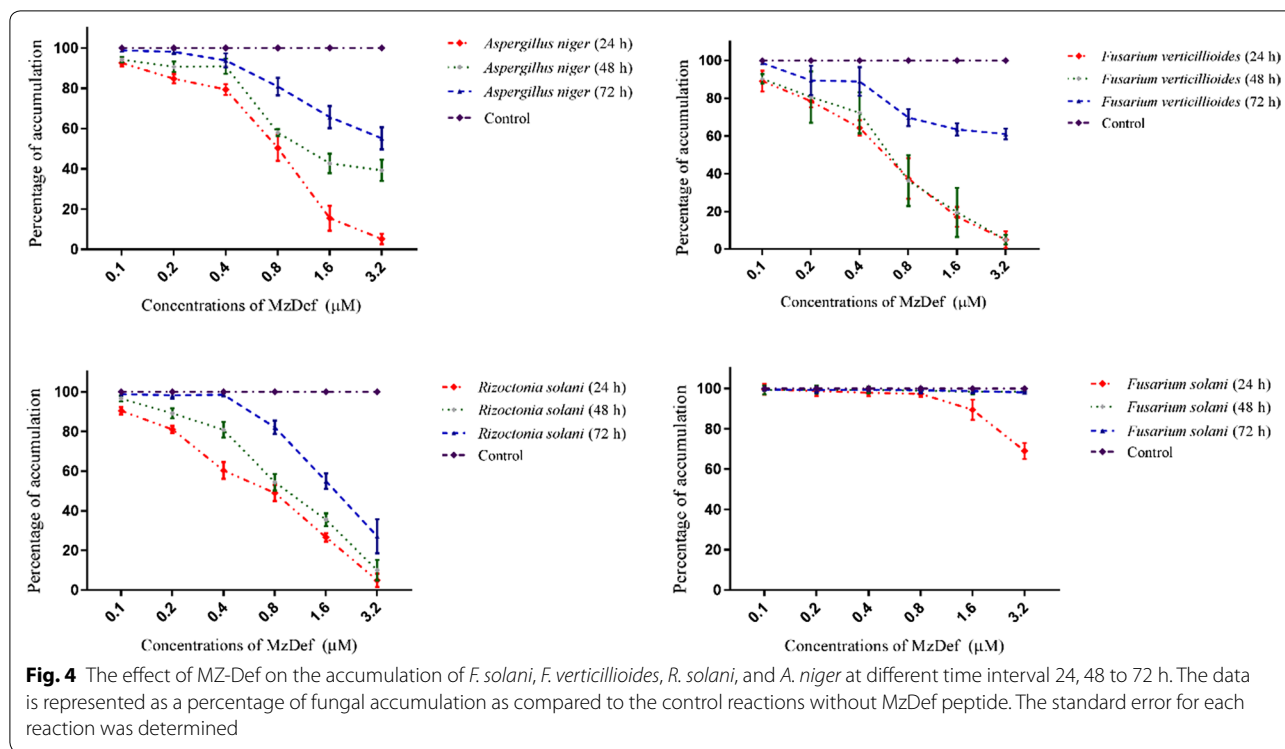 Percentage of accumulation
100
80
60
40
20
0
0.1 0.2 0.4 0.8 1.6 3.2
Concentrations of MzDef (µM)
Aspergillus niger (24 h)
Aspergillus niger (48 h)
Aspergillus niger (72 h)
Control
Percentage of accumulation
100
80
60
40
20
0
0.1 0.2 0.4 0.8 1.6 3.2
Concentrations of MzDef (µM)
Fusarium verticillioides (24 h)
Fusarium verticillioides (48 h)
Fusarium verticillioides (72 h)
Control
Percentage of accumulation
100
80
60
40
20
0
0.1 0.2 0.4 0.8 1.6 3.2
Concentrations of MzDef (µM)
Rizoctonia solani (24 h)
Rizoctonia solani (48 h)
Rizoctonia solani (72 h)
Control
Percentage of accumulation
100
80
60
40
20
0
0.1 0.2 0.4 0.8 1.6 3.2
Concentrations of MzDef (µM)
Fusarium solani (24 h)
Fusarium solani (48 h)
Fusarium solani (72 h)
Control
Fig. 4 The effect of MZ-Def on the accumulation of F. solani, F. verticillioides, R. solani, and A. niger at different time interval 24, 48 to 72 h. The data
is represented as a percentage of fungal accumulation as compared to the control reactions without MzDef peptide. The standard error for each
reaction was determined